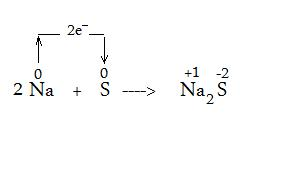 2e⁻
0 0 +1 -2
2 Na + S ----> Na₂S